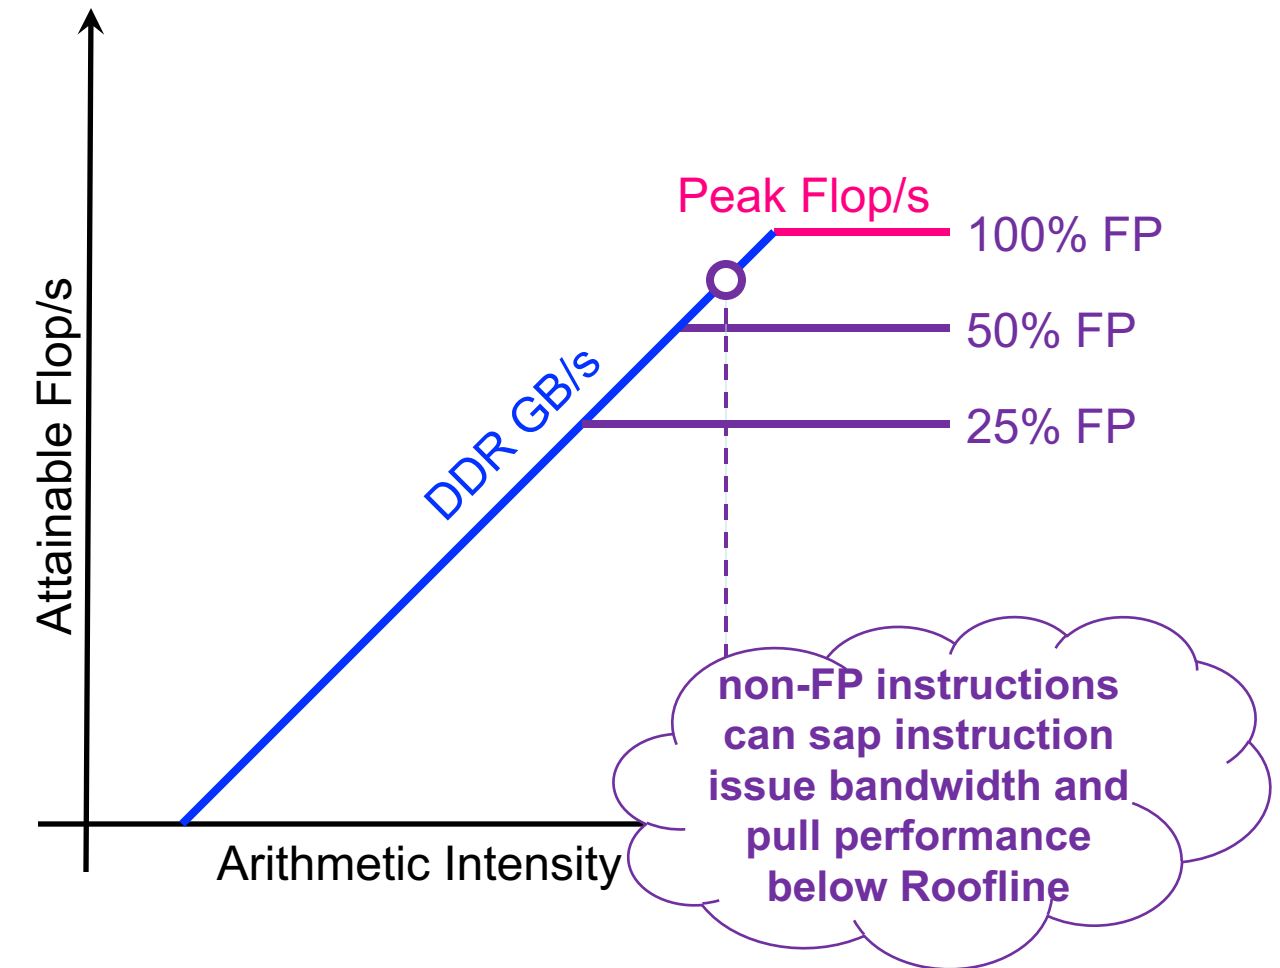 Peak Flop/s
100% FP
50% FP
25% FP
DDR GB/s
Attainable Flop/s
Arithmetic Intensity
non-FP instructions
can sap instruction
issue bandwidth and
pull performance
below Roofline